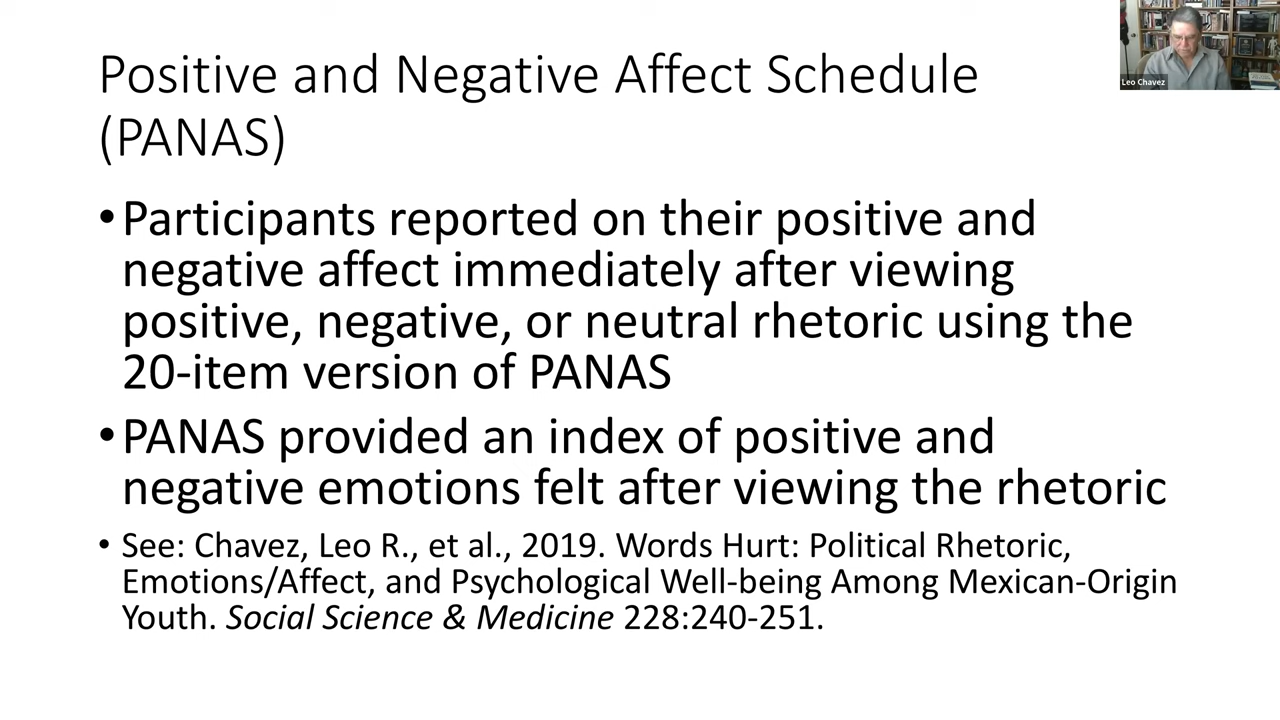 Positive and Negative Affect Schedule
(PANAS)
Leo Chavez
•Participants reported on their positive and
negative affect immediately after viewing
positive, negative, or neutral rhetoric using the
20-item version of PANAS
•PANAS provided an index of positive and
negative emotions felt after viewing the rhetoric
• See: Chavez, Leo R., et al., 2019. Words Hurt: Political Rhetoric,
Emotions/Affect, and Psychological Well-being Among Mexican-Origin
Youth. Social Science & Medicine 228:240-251.